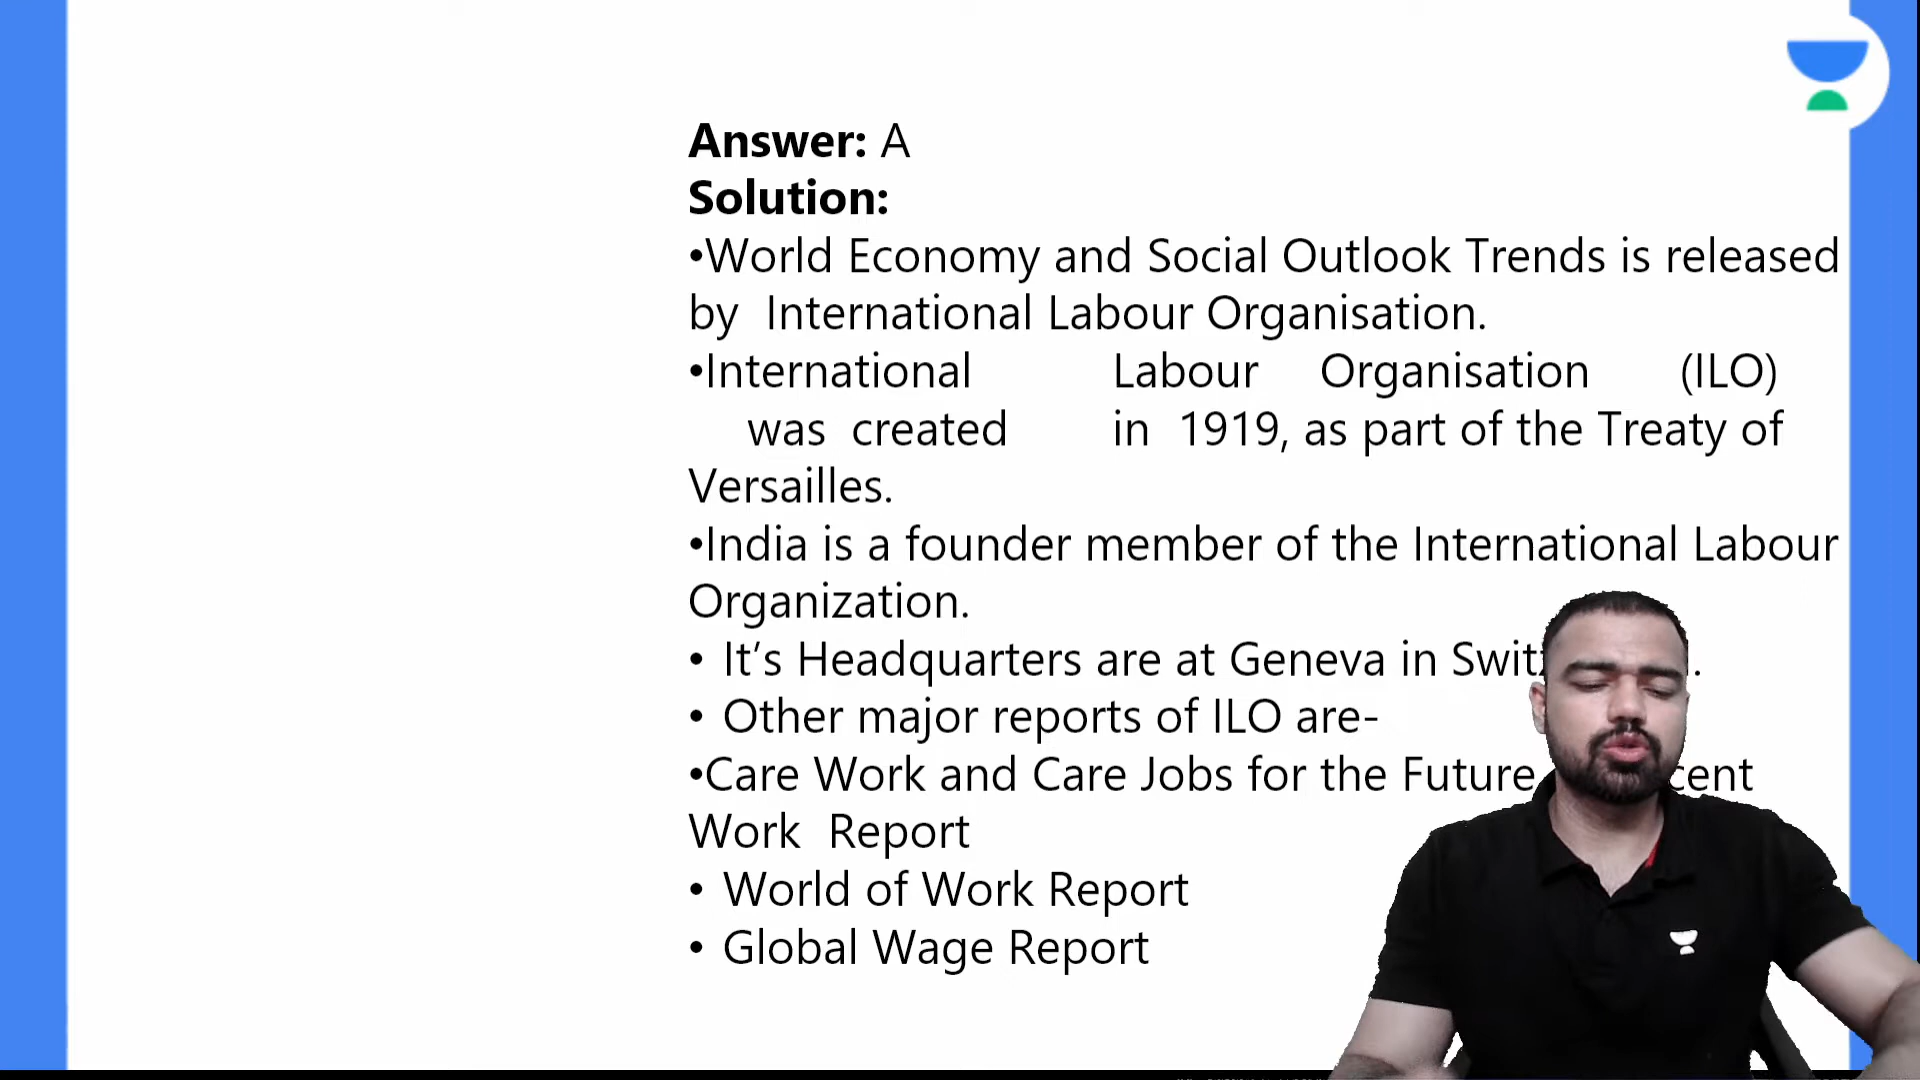 Answer: A
Solution:
•World Economy and Social Outlook Trends is released
by International Labour Organisation.
•International Labour Organisation (ILO)
was created in 1919, as part of the Treaty of
Versailles.
•India is a founder member of the International Labour
Organization.
• It’s Headquarters are at Geneva in
• Other major reports of ILO are-
•Care Work and Care Jobs for the Future
Work Report
• World of Work Report
• Global Wage Report